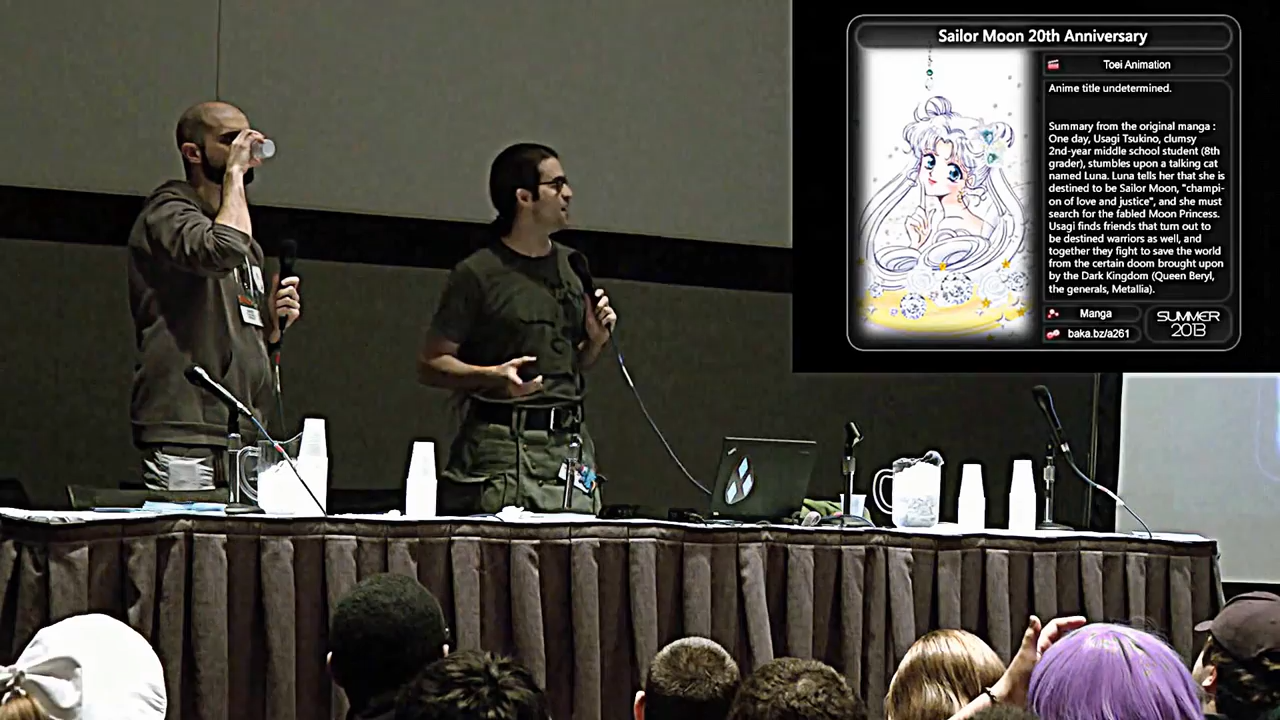 Sailor Moon 20th Anniversary
Toei Animation
Anime title undetermined.
Summary from the original manga :
One day, Usagi Tsukino, clumsy
2nd-year middle school student (8th
grader), stumbles upon a talking cat
named Luna. Luna tells her that she is
destined to be Sailor Moon, "champi-
on of love and justice", and she must
search for the fabled Moon Princess.
Usagi finds friends that turn out to
be destined warriors as well, and
together they fight to save the world
from the certain doom brought upon
by the Dark Kingdom (Queen Beryl,
the generals, Metallia).
Manga
baka.bz/a261
SUMMER
2013